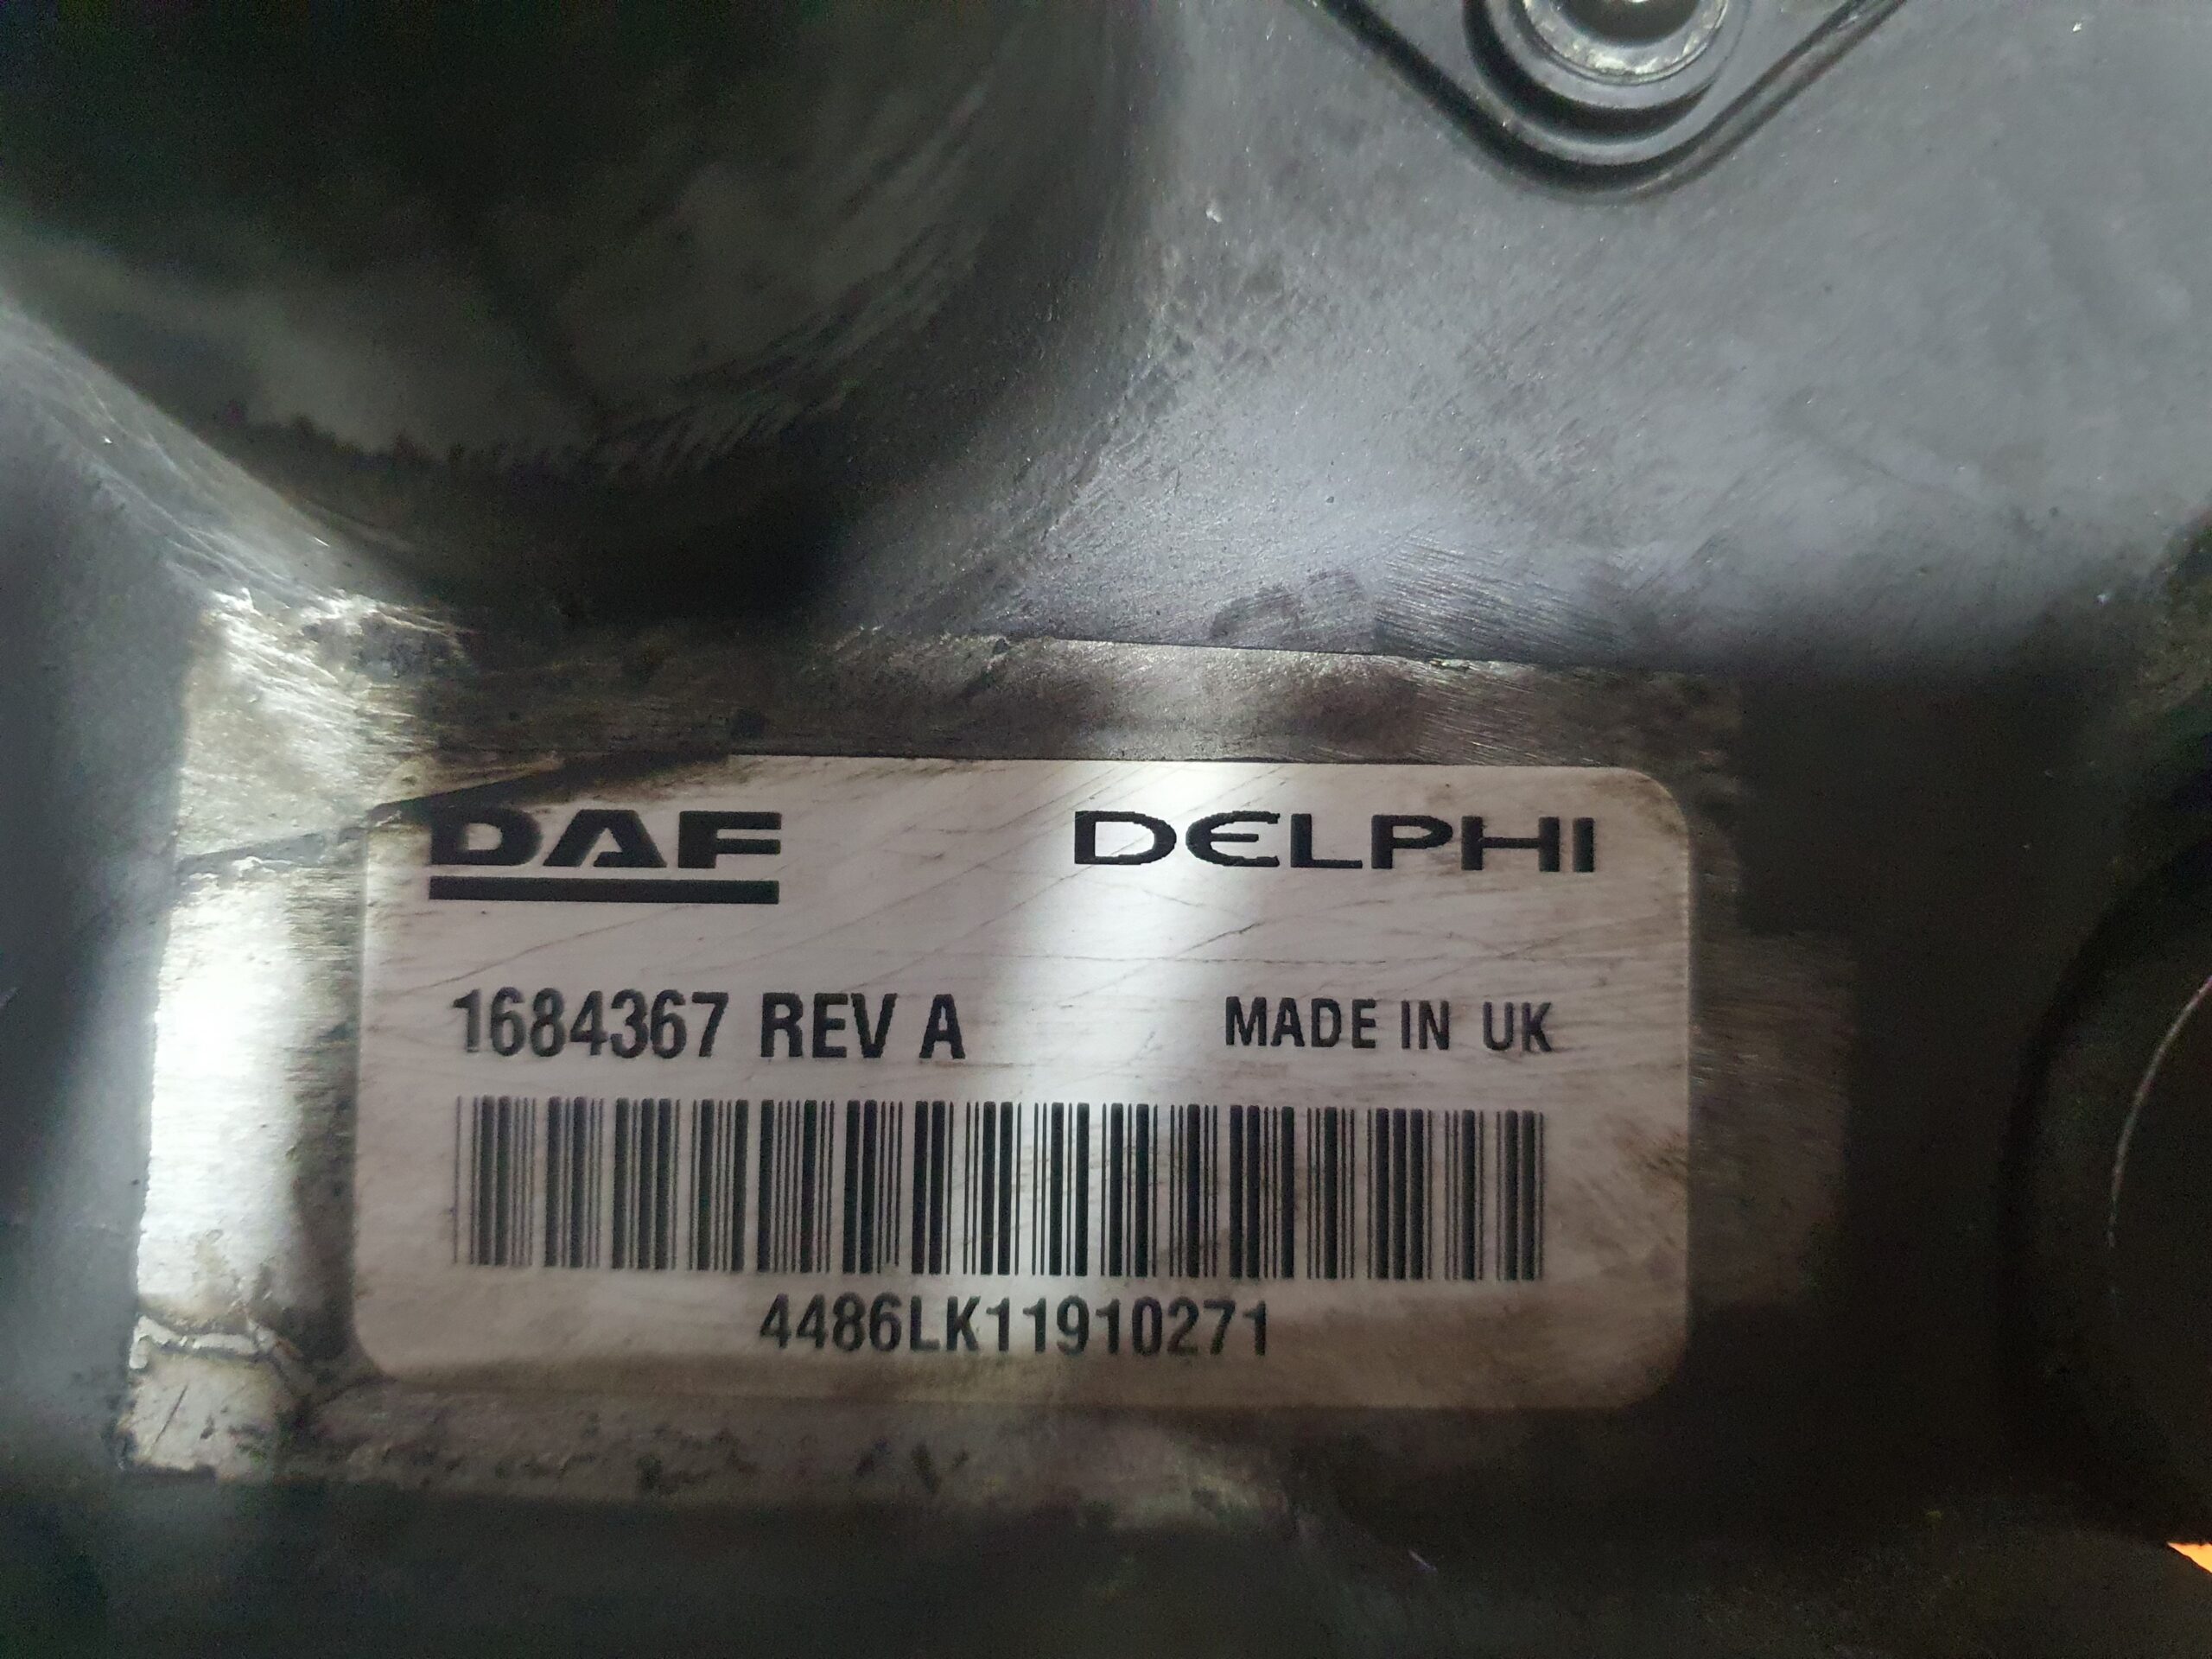 DAF DELPHI
1684367 REV A MADE IN UK
4486LK11910271